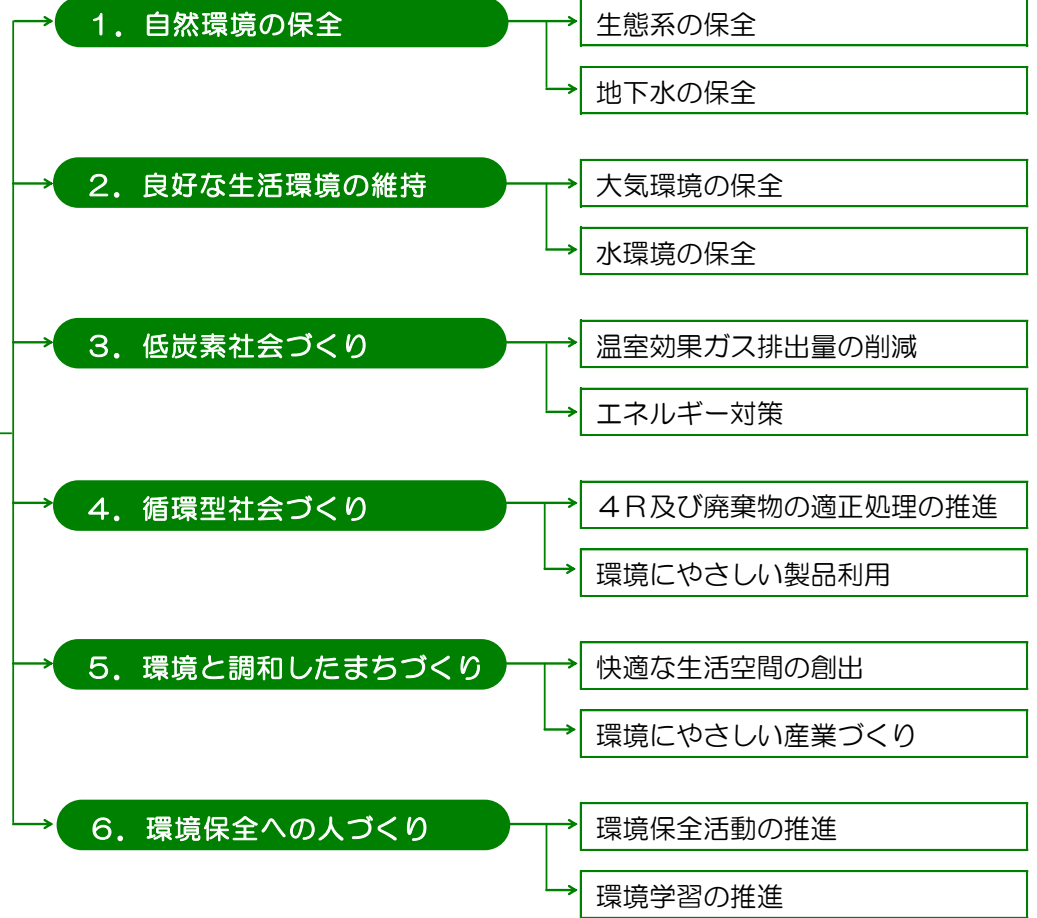 １．自然環境の保全
生態系の保全
地下水の保全
２．良好な生活環境の維持
大気環境の保全
水環境の保全
３．低炭素社会づくり
温室効果ガス排出量の削減
エネルギー対策
４．循環型社会づくり
４Ｒ及び廃棄物の適正処理の推進
環境にやさしい製品利用
５．環境と調和したまちづくり
快適な生活空間の創出
環境にやさしい産業づくり
６．環境保全への人づくり
環境保全活動の推進
環境学習の推進